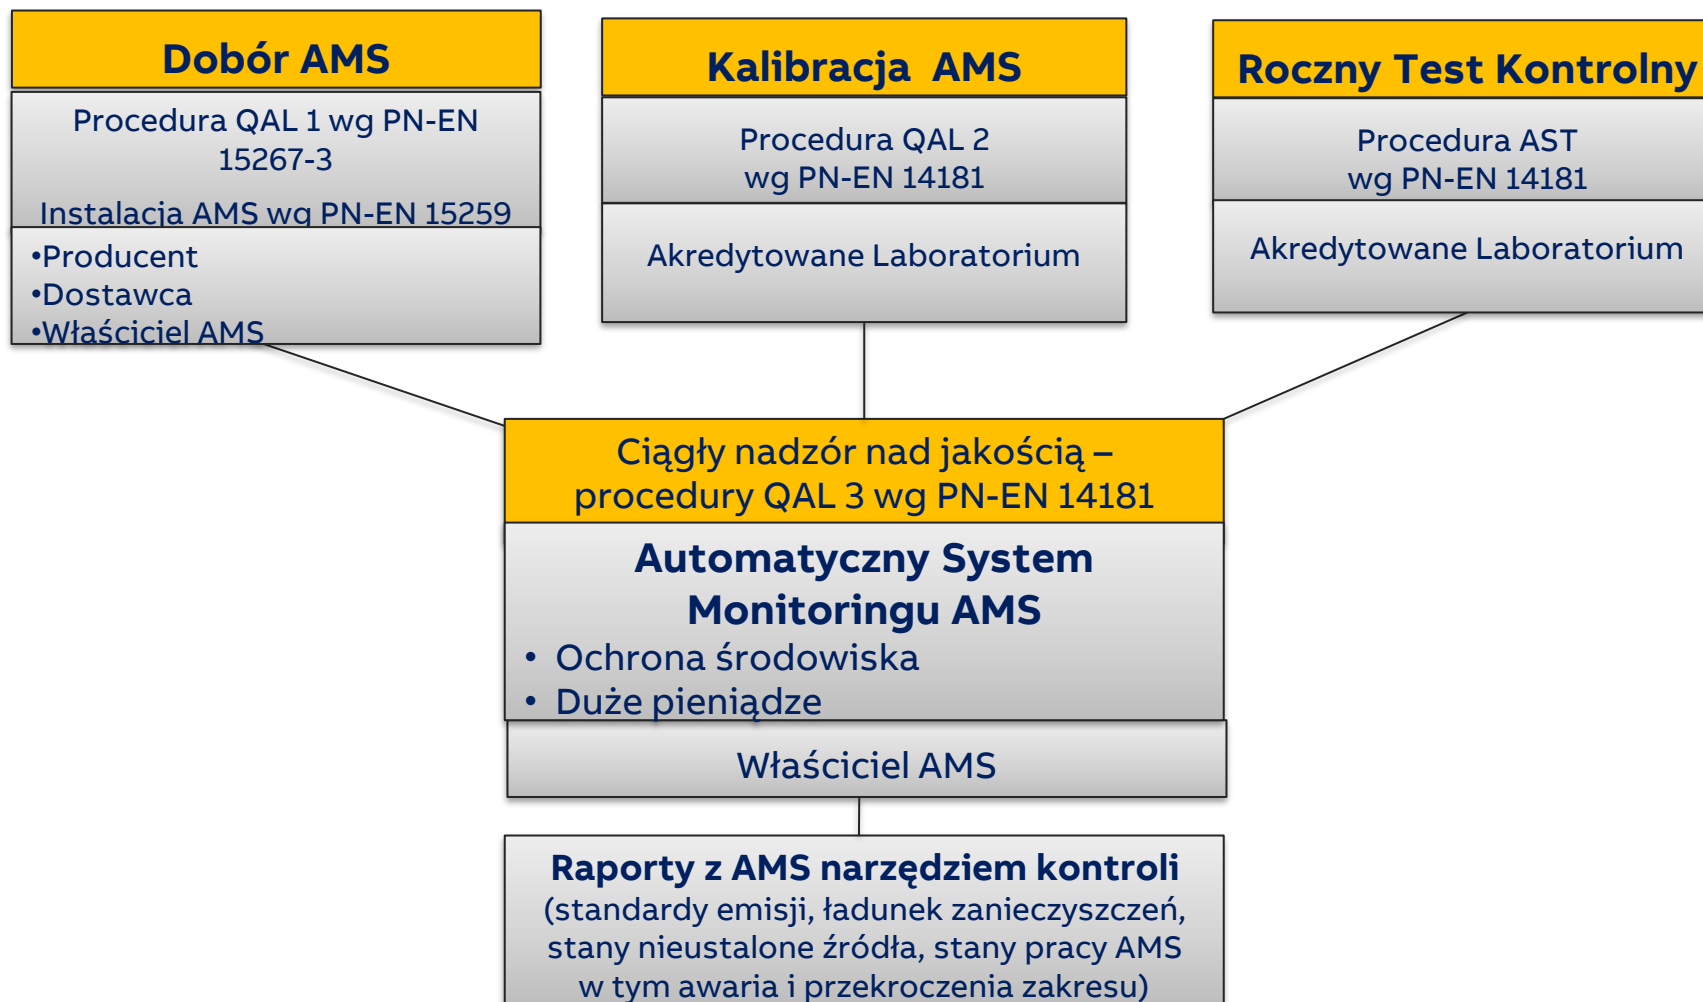 Dobór AMS
Procedura QAL 1 wg PN-EN
15267-3
Instalacja AMS wg PN-EN 15259
•Producent
•Dostawca
•Właściciel AMS
Kalibracja AMS
Procedura QAL 2
wg PN-EN 14181
Akredytowane Laboratorium
Roczny Test Kontrolny
Procedura AST
wg PN-EN 14181
Akredytowane Laboratorium
Ciągły nadzór nad jakością –
procedury QAL 3 wg PN-EN 14181
Automatyczny System
Monitoringu AMS
• Ochrona środowiska
• Duże pieniądze
Właściciel AMS
Raporty z AMS narzędziem kontroli
(standardy emisji, ładunek zanieczyszczeń,
stany nieustalone źródła, stany pracy AMS
w tym awaria i przekroczenia zakresu)